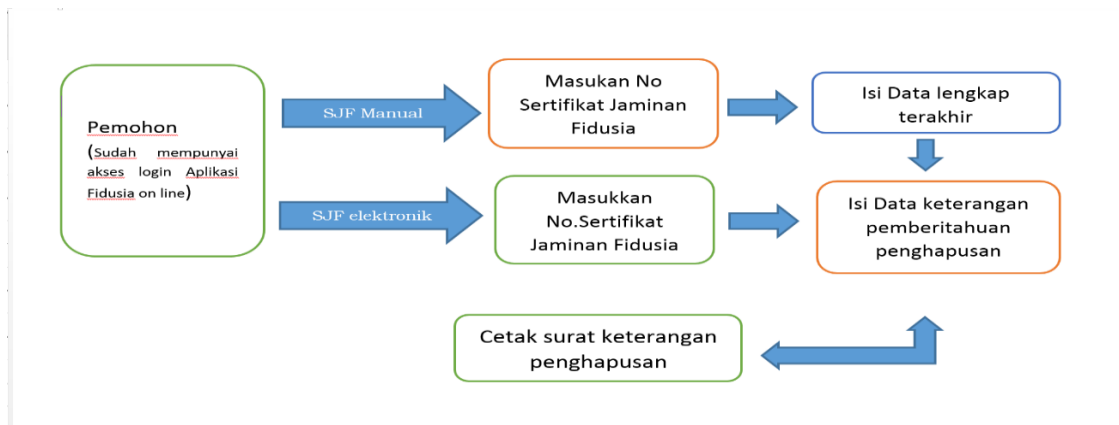 Pemohon
(Sudah mempunyai
akses login Aplikasi
Fidusia on line)
SJF Manual
Masukan No
Sertifikat Jaminan
Fidusia
Isi Data lengkap
terakhir
SJF elektronik
Masukkan
No.Sertifikat
Jaminan Fidusia
Isi Data keterangan
pemberitahuan
penghapusan
Cetak surat keterangan
penghapusan